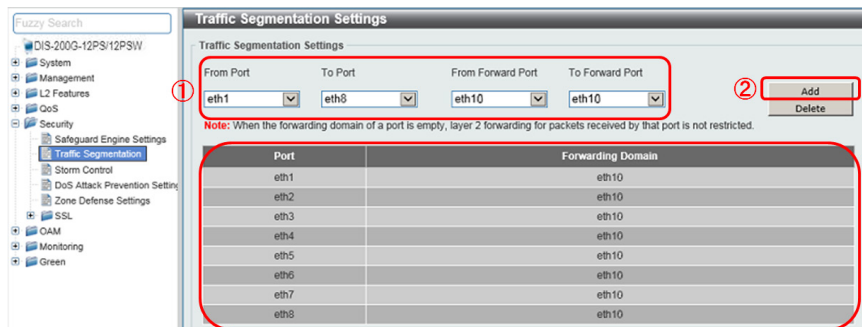 Fuzzy Search
DIS-200G-12PS/12PSW
System
Management
L2 Features
QoS
Security
Safeguard Engine Settings
Traffic Segmentation
Storm Control
DoS Attack Prevention Setting
Zone Defense Settings
SSL
OAM
Monitoring
Green
Traffic Segmentation Settings
Traffic Segmentation Settings
① ②
From Port To Port From Forward Port To Forward Port
eth1 eth8 eth10 eth10 Add
Delete
Note: When the forwarding domain of a port is empty, layer 2 forwarding for packets received by that port is not restricted.
Port Forwarding Domain
eth1 eth10
eth2 eth10
eth3 eth10
eth4 eth10
eth5 eth10
eth6 eth10
eth7 eth10
eth8 eth10